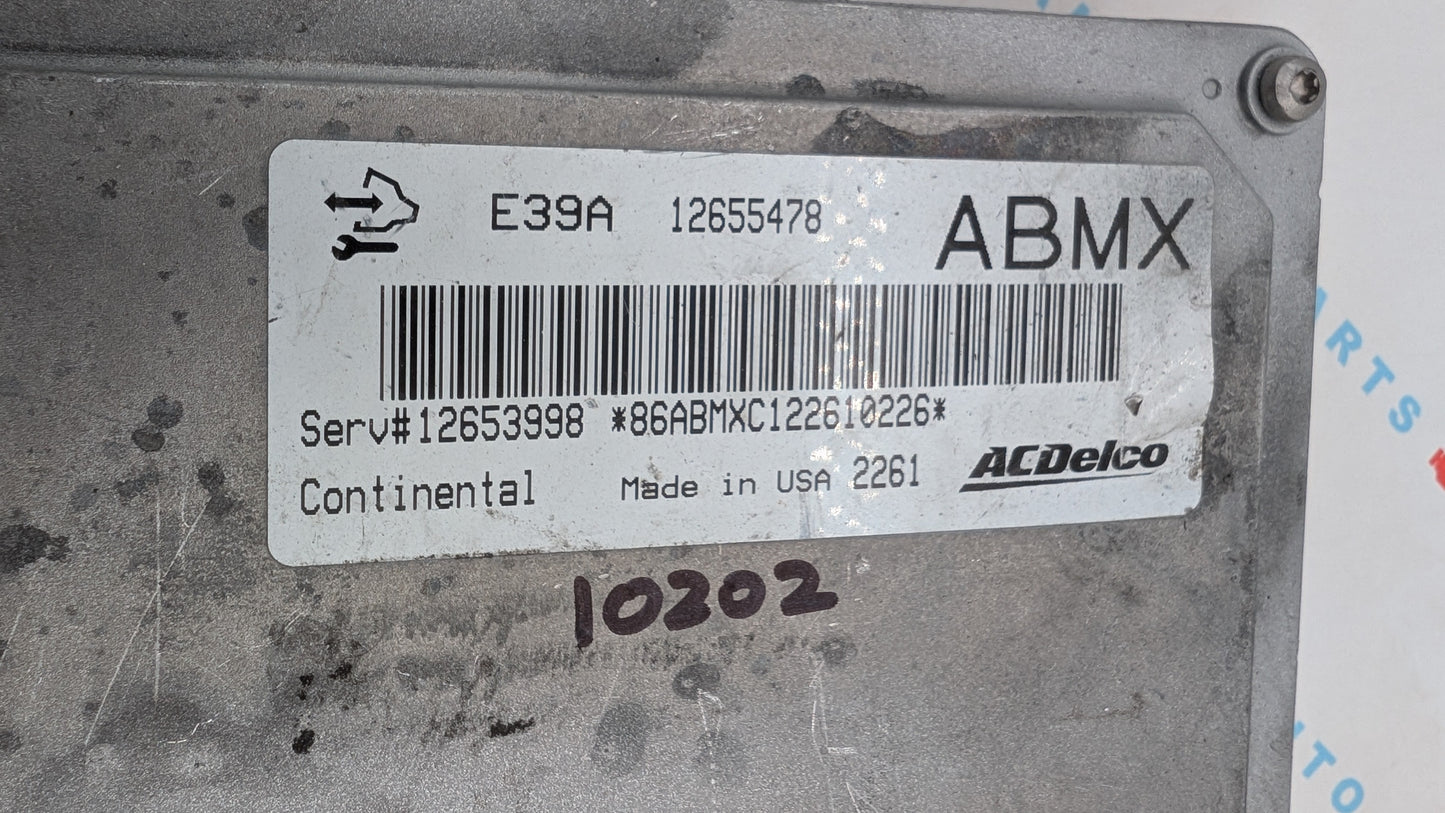 E39A 12655478 ABMX
Serv#12653998 *86ABMXC122610226*
Continental Made in USA 2261 ACDelco
10202